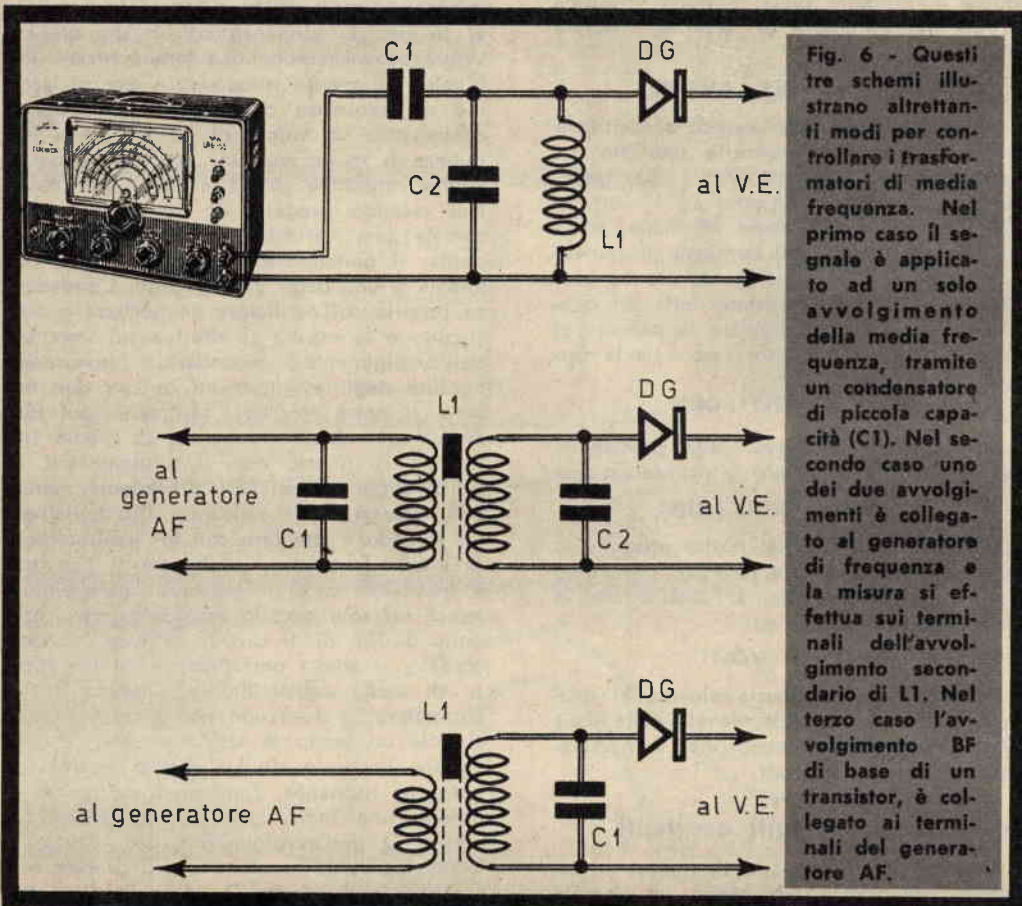 C1
DG
C2
L1
al V.E.
L1
DG
al
generatore
AF
C1
C2
al V.E.
L1
DG
al generatore AF
C1
al V.E.
Fig. 6 - Questi
tre schemi illu-
strano altrettan-
ti modi per con-
trollare i trasfor-
matori di media
frequenza. Nel
primo caso il se-
gnale è applica-
to ad un solo
avvolgimento
della media fre-
quenza, tramite
un condensatore
di piccola capa-
cità (C1). Nel se-
condo caso uno
dei due avvolgi-
menti è collega-
to al generatore
di frequenza e
la misura si ef-
fettua sui termi-
nali dell'avvol-
gimento secon-
dario di L1. Nel
terzo caso l'av-
volgimento BF
di base di un
transistor, è col-
legato ai termi-
nali del genera-
tore AF.